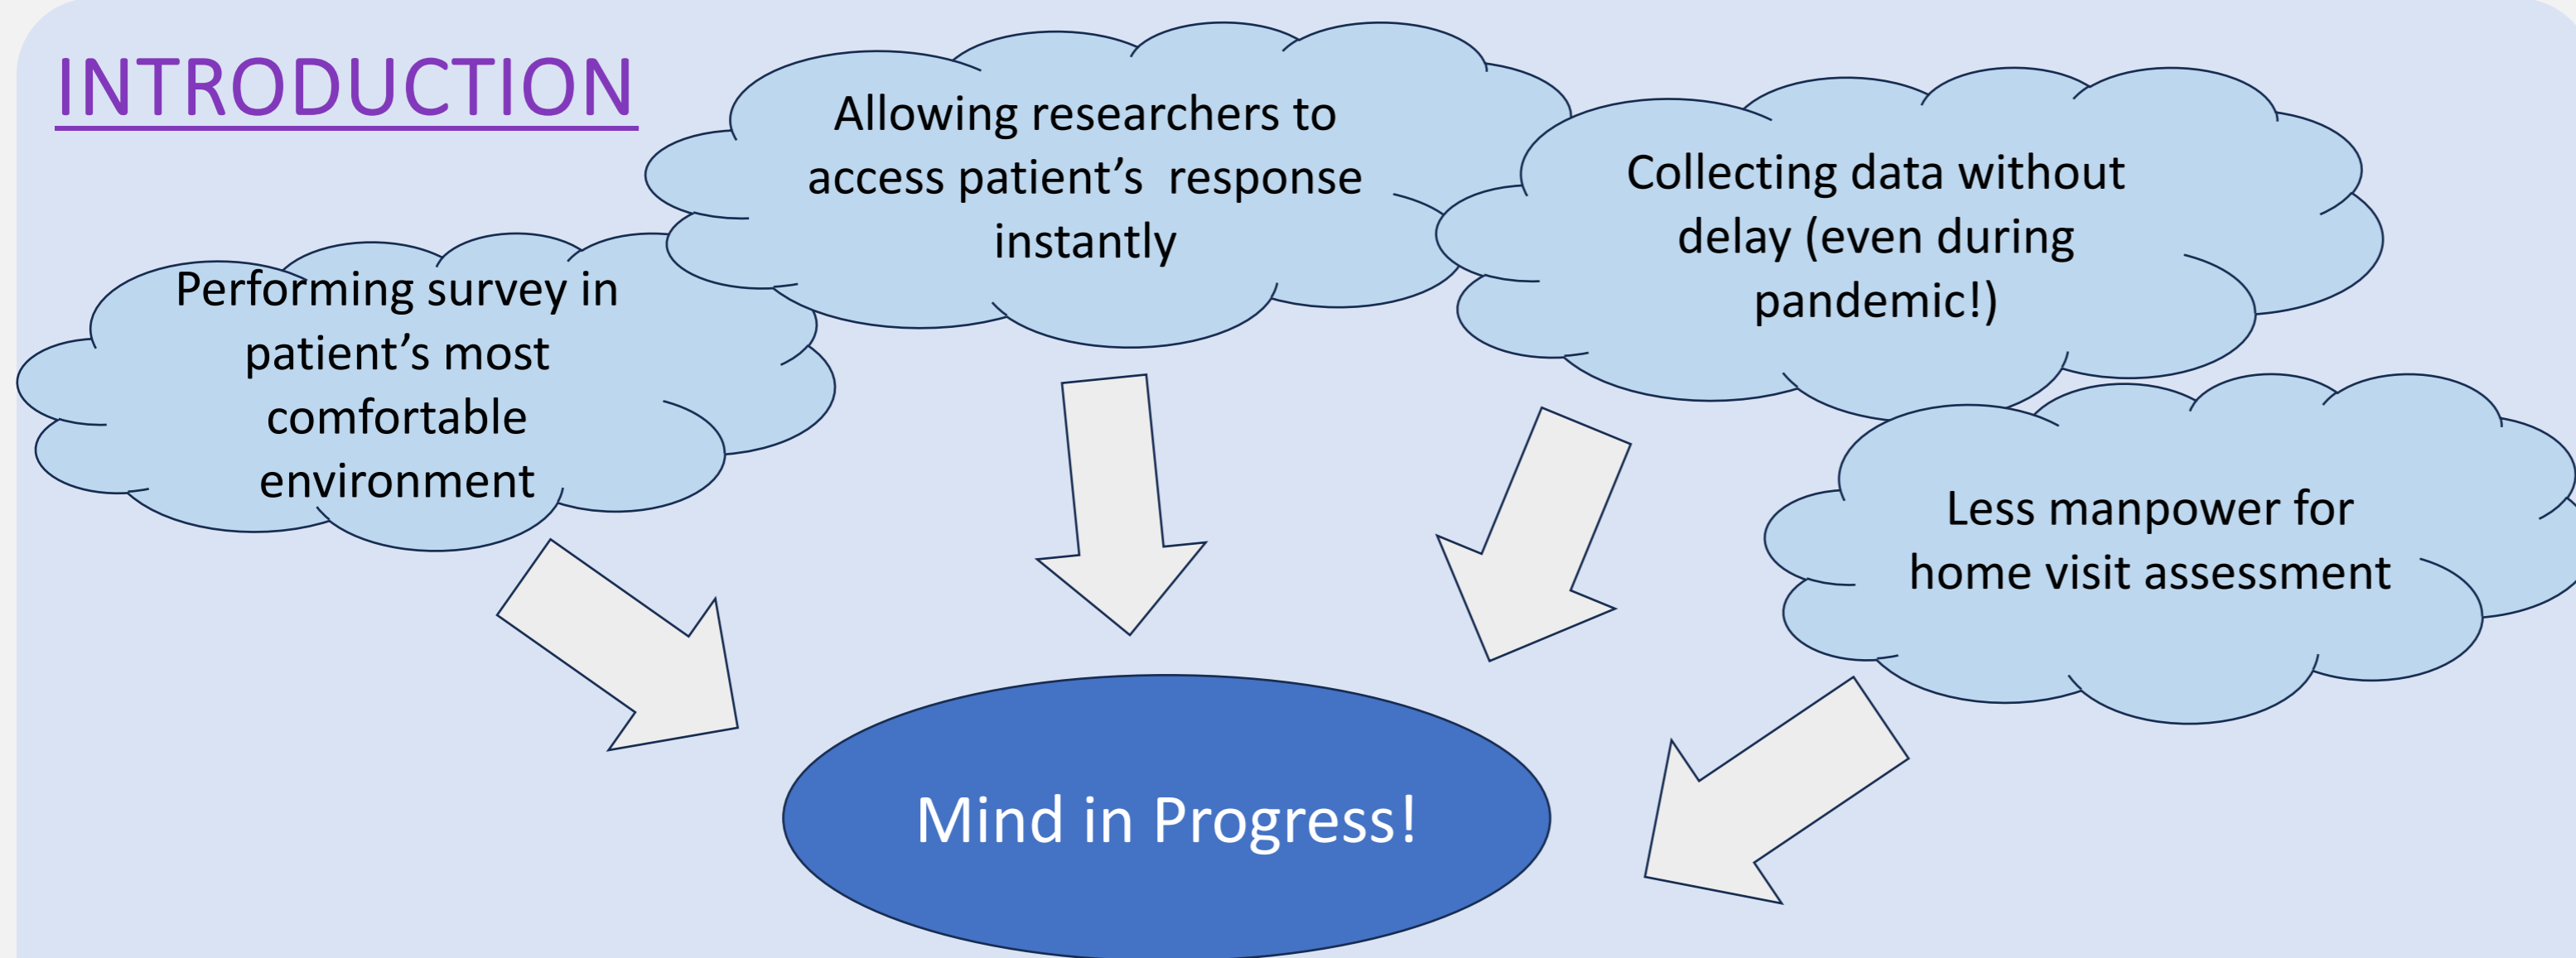 INTRODUCTION
Performing survey in
patient’s most
comfortable
environment
Allowing researchers to
access patient’s  response
instantly
Collecting data without
delay (even during
pandemic!)
Less manpower for
home visit assessment
Mind in Progress!